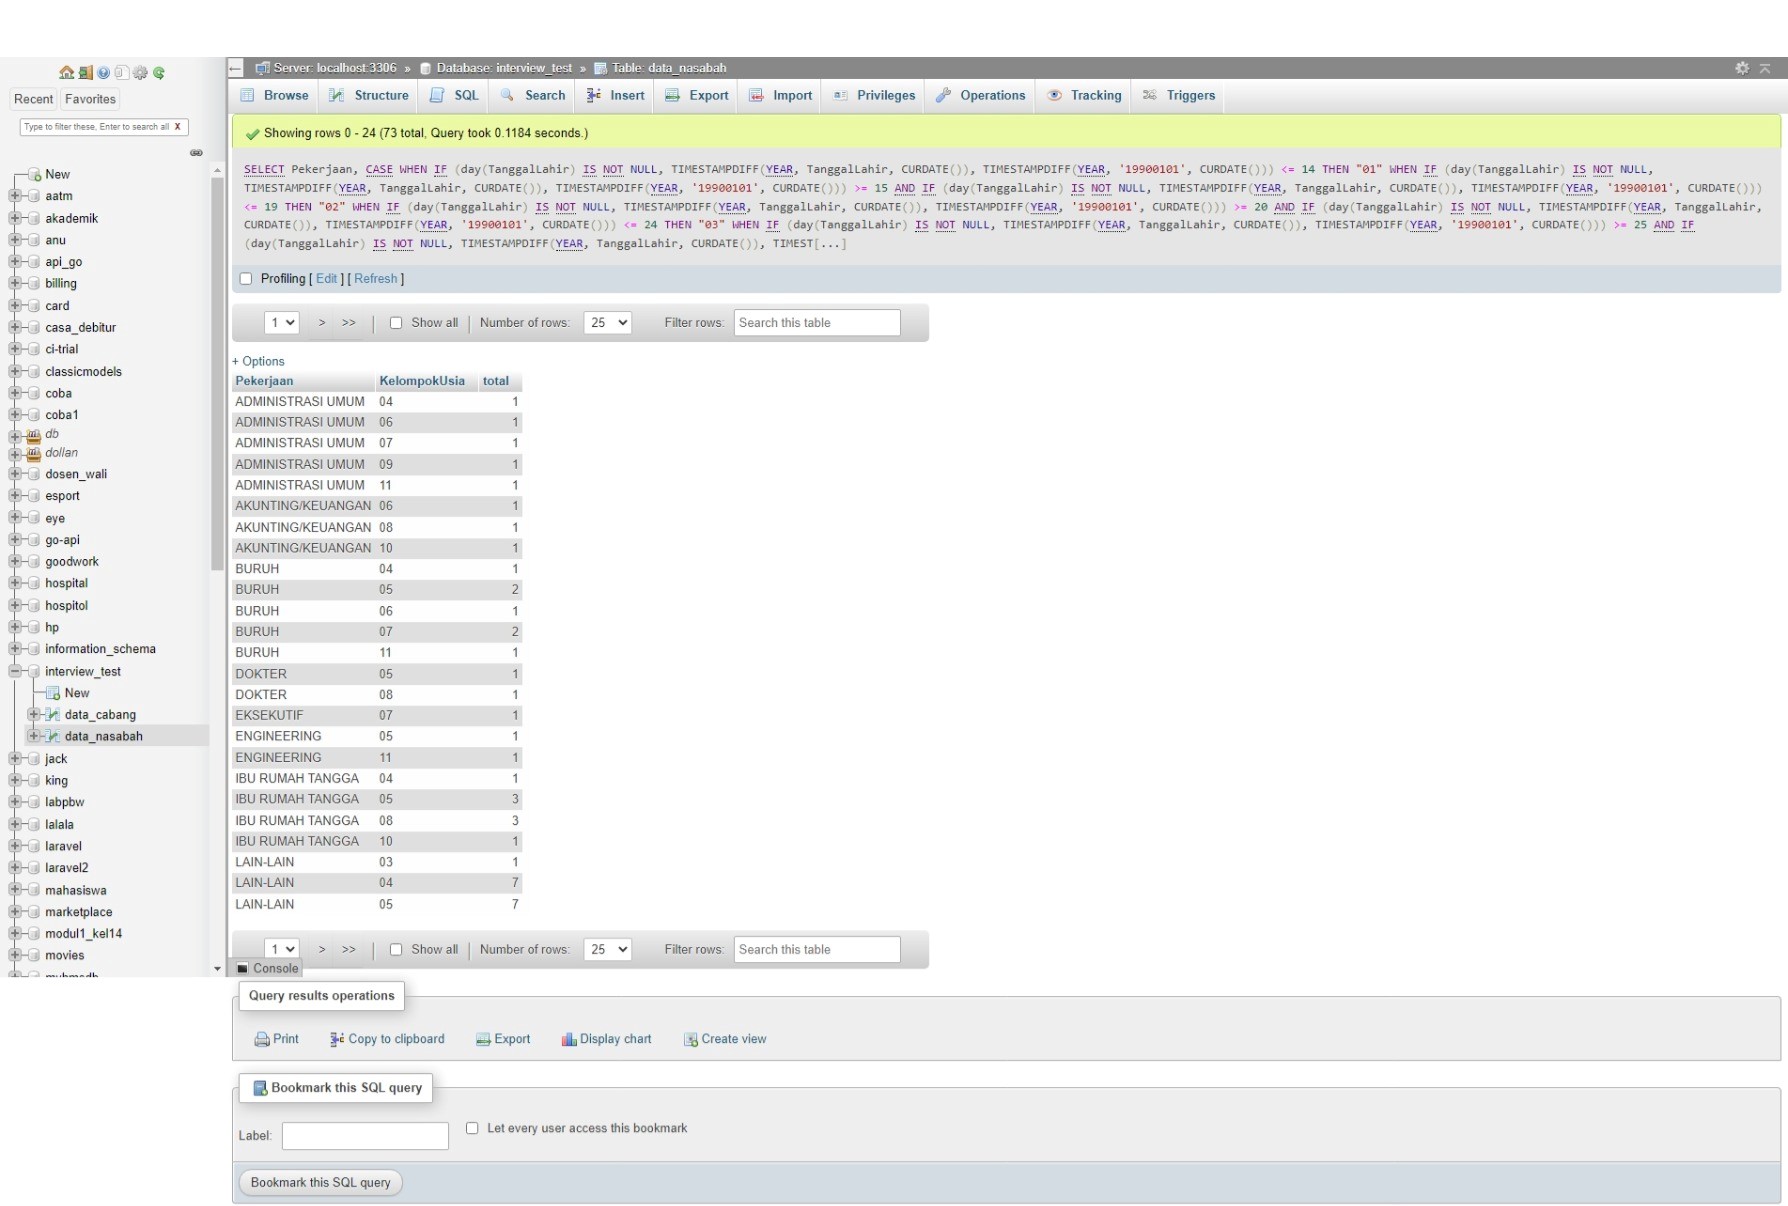 Recent Favorites
Type to filter these, Enter to search all X
New
aatm
akademik
anu
api_go
billing
card
casa_debitur
ci-trial
classicmodels
coba
coba1
db
dollan
dosen_wali
esport
eye
go-api
goodwork
hospital
hospitol
hp
information_schema
interview_test
New
data_cabang
data_nasabah
jack
king
labpbw
lalala
laravel
laravel2
mahasiswa
marketplace
modul1_kel14
movies
Server: localhost:3306 » Database: interview_test » Table: data_nasabah
Browse Structure SQL Search Insert Export Import Privileges Operations Tracking Triggers
Showing rows 0 - 24 (73 total, Query took 0.1184 seconds.)
SELECT Pekerjaan, CASE WHEN IF (day(TanggalLahir) IS NOT NULL, TIMESTAMPDIFF(YEAR, TanggalLahir, CURDATE()), TIMESTAMPDIFF(YEAR, '19900101', CURDATE())) <= 14 THEN "01" WHEN IF (day(TanggalLahir) IS NOT NULL,
TIMESTAMPDIFF(YEAR, TanggalLahir, CURDATE()), TIMESTAMPDIFF(YEAR, '19900101', CURDATE())) >= 15 AND IF (day(TanggalLahir) IS NOT NULL, TIMESTAMPDIFF(YEAR, TanggalLahir, CURDATE()), TIMESTAMPDIFF(YEAR, '19900101', CURDATE()))
<= 19 THEN "02" WHEN IF (day(TanggalLahir) IS NOT NULL, TIMESTAMPDIFF(YEAR, TanggalLahir, CURDATE()), TIMESTAMPDIFF(YEAR, '19900101', CURDATE())) >= 20 AND IF (day(TanggalLahir) IS NOT NULL, TIMESTAMPDIFF(YEAR, TanggalLahir,
CURDATE()), TIMESTAMPDIFF(YEAR, '19900101', CURDATE())) <= 24 THEN "03" WHEN IF (day(TanggalLahir) IS NOT NULL, TIMESTAMPDIFF(YEAR, TanggalLahir, CURDATE()), TIMESTAMPDIFF(YEAR, '19900101', CURDATE())) >= 25 AND IF
(day(TanggalLahir) IS NOT NULL, TIMESTAMPDIFF(YEAR, TanggalLahir, CURDATE()), TIMEST[...]
Profiling [ Edit ] [ Refresh ]
1 > >> Show all Number of rows: 25 Filter rows: Search this table
+ Options
Pekerjaan KelompokUsia total
ADMINISTRASI UMUM 04 1
ADMINISTRASI UMUM 06 1
ADMINISTRASI UMUM 07 1
ADMINISTRASI UMUM 09 1
ADMINISTRASI UMUM 11 1
AKUNTING/KEUANGAN 06 1
AKUNTING/KEUANGAN 08 1
AKUNTING/KEUANGAN 10 1
BURUH 04 1
BURUH 05 2
BURUH 06 1
BURUH 07 2
BURUH 11 1
DOKTER 05 1
DOKTER 08 1
EKSEKUTIF 07 1
ENGINEERING 05 1
ENGINEERING 11 1
IBU RUMAH TANGGA 04 1
IBU RUMAH TANGGA 05 3
IBU RUMAH TANGGA 08 3
IBU RUMAH TANGGA 10 1
LAIN-LAIN 03 1
LAIN-LAIN 04 7
LAIN-LAIN 05 7
1 > >> Show all Number of rows: 25 Filter rows: Search this table
Console
Query results operations
Print Copy to clipboard Export Display chart Create view
Bookmark this SQL query
Label: Let every user access this bookmark
Bookmark this SQL query